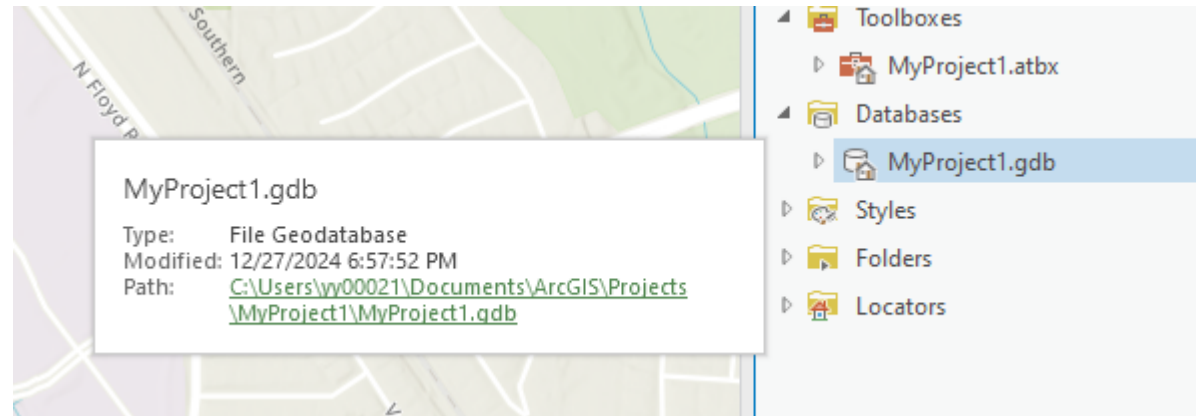 Southern
N Floyd R
MyProject1.gdb
Type: File Geodatabase
Modified: 12/27/2024 6:57:52 PM
Path: C:\Users\yy00021\Documents\ArcGIS\Projects
\MyProject1\MyProject1.gdb
Toolboxes
MyProject1.atbx
Databases
MyProject1.gdb
Styles
Folders
Locators